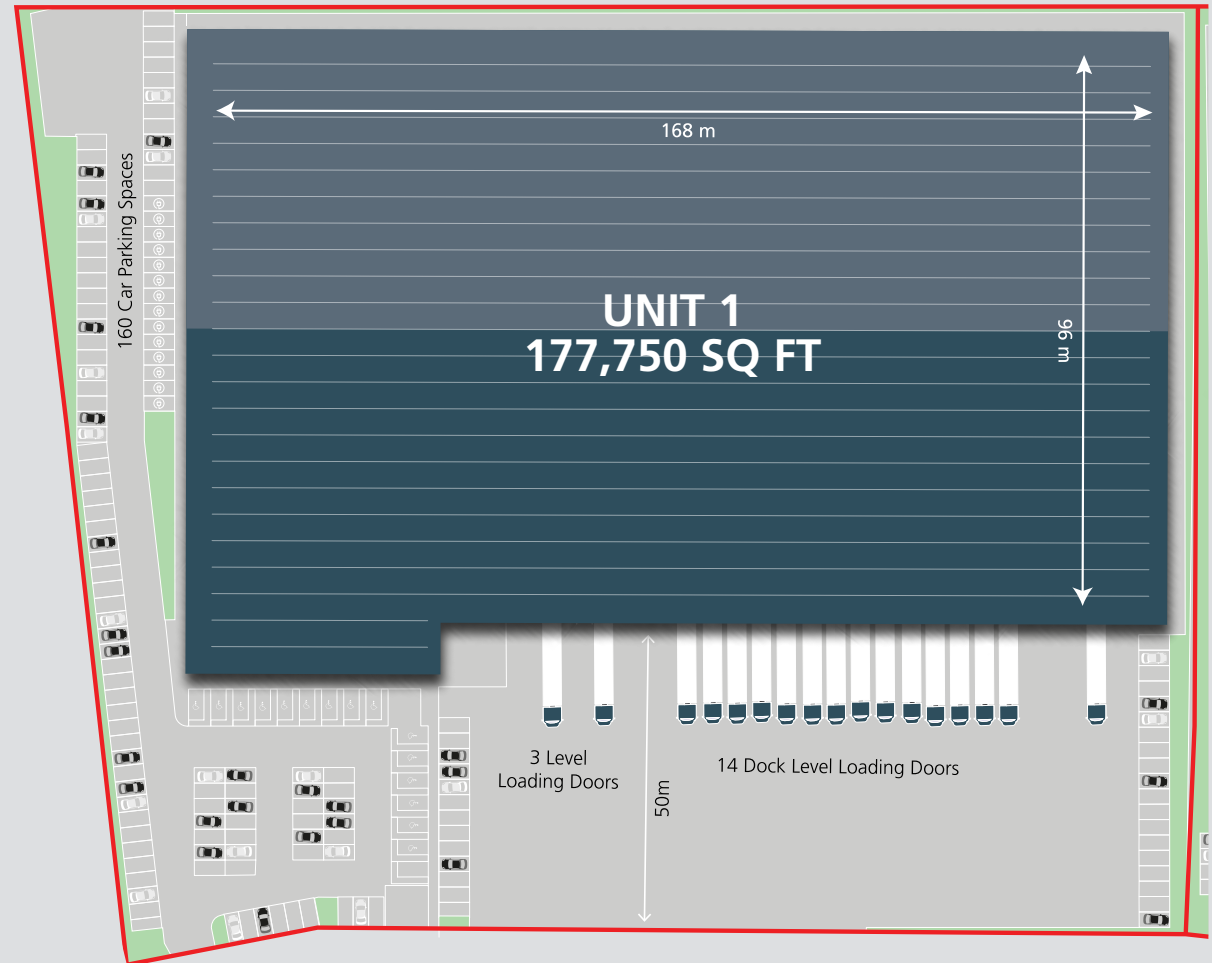 168 m
160 Car Parking Spaces
UNIT 1
177,750 SQ FT
96 m
3 Level
Loading Doors
50m
14 Dock Level Loading Doors